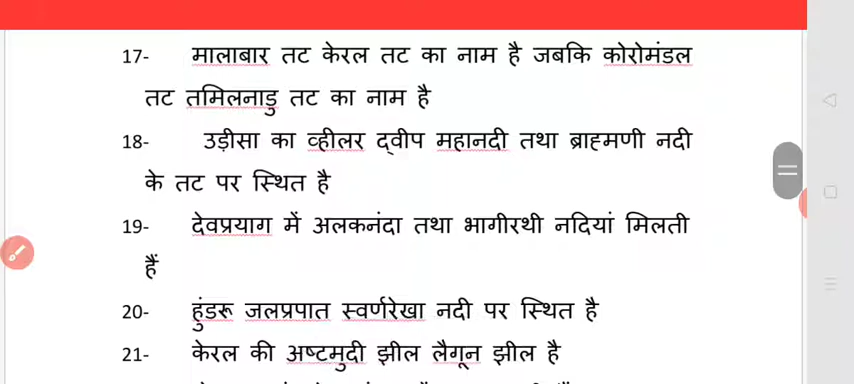 17- मालाबार तट केरल तट का नाम है जबकि कोरोमंडल
तट तमिलनाडु तट का नाम है
18- उड़ीसा का व्हीलर द्वीप महानदी तथा ब्राह्मणी नदी
के तट पर स्थित है
19- देवप्रयाग में अलकनंदा तथा भागीरथी नदियां मिलती
हैं
20- हुंडरू जलप्रपात स्वर्णरेखा नदी पर स्थित है
21- केरल की अष्टमुदी झील लैगून झील है